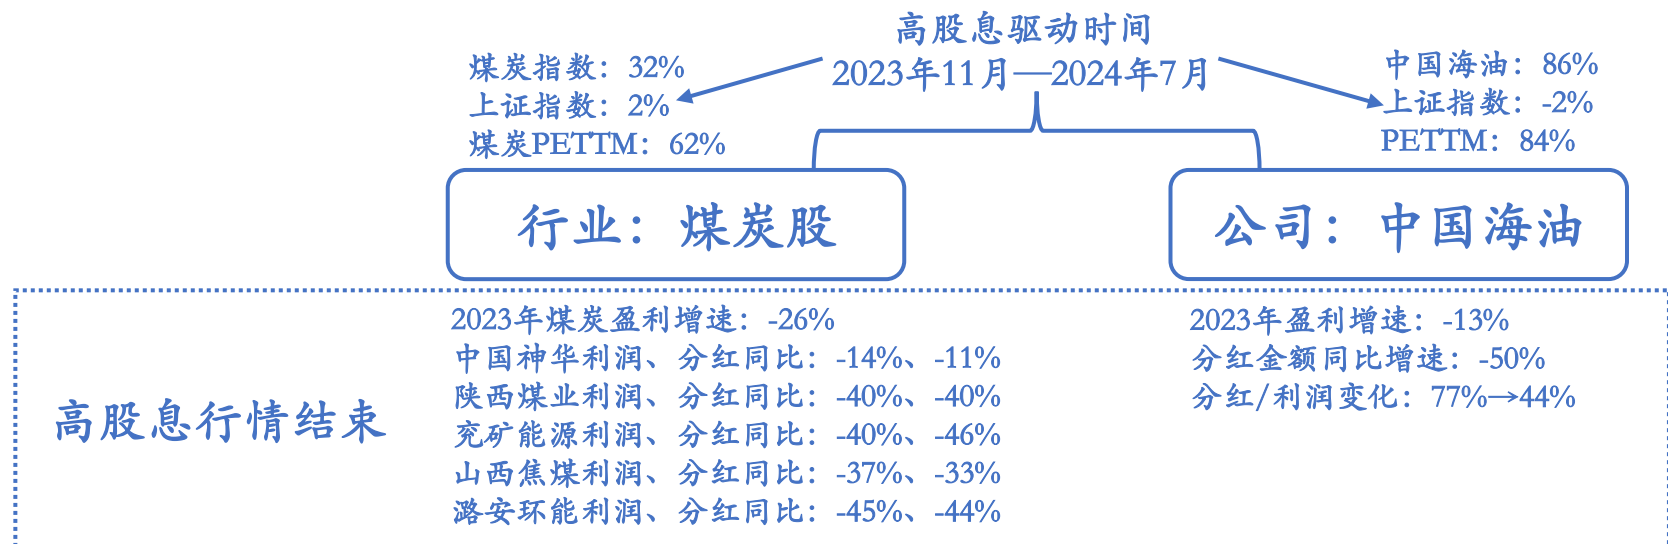 高股息驱动时间
2023年11月—2024年7月
煤炭指数：32%
上证指数：2%
煤炭PETTM：62%
中国海油：86%
上证指数：-2%
PETTM：84%
行业：煤炭股
公司：中国海油
高股息行情结束
2023年煤炭盈利增速：-26%
中国神华利润、分红同比：-14%、-11%
陕西煤业利润、分红同比：-40%、-40%
兖矿能源利润、分红同比：-40%、-46%
山西焦煤利润、分红同比：-37%、-33%
潞安环能利润、分红同比：-45%、-44%
2023年盈利增速：-13%
分红金额同比增速：-50%
分红/利润变化：77%→44%